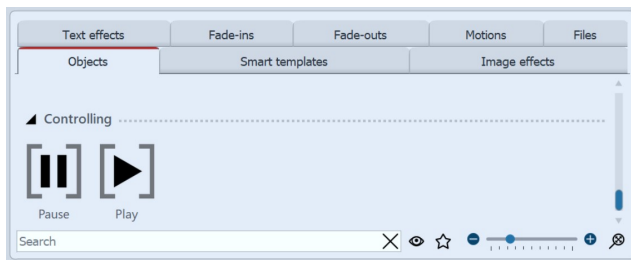 Text effects Fade-ins Fade-outs Motions Files
Objects Smart templates Image effects
Controlling
Pause Play
Search